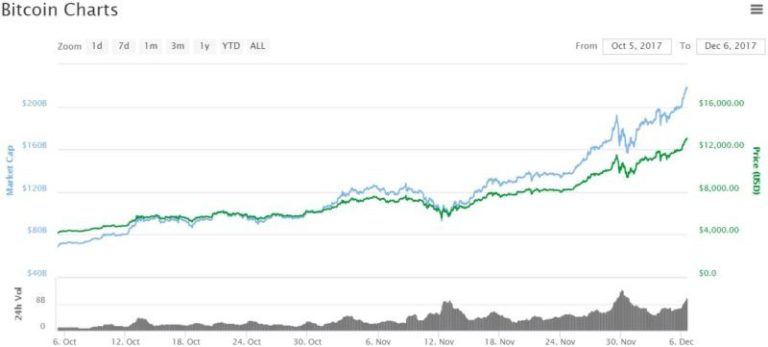 Bitcoin Charts
Zoom 1d 7d 1m 3m 1y YTD ALL From Oct 5, 2017 To Dec 6, 2017
$200B $16,000.00
$160B $12,000.00
$120B $8,000.00
$80B $4,000.00
$40B $0.00
Market Cap
Price (USD)
24h Vol
8B
0
6. Oct 12. Oct 18. Oct 24. Oct 30. Oct 6. Nov 12. Nov 18. Nov 24. Nov 30. Nov 6. Dec